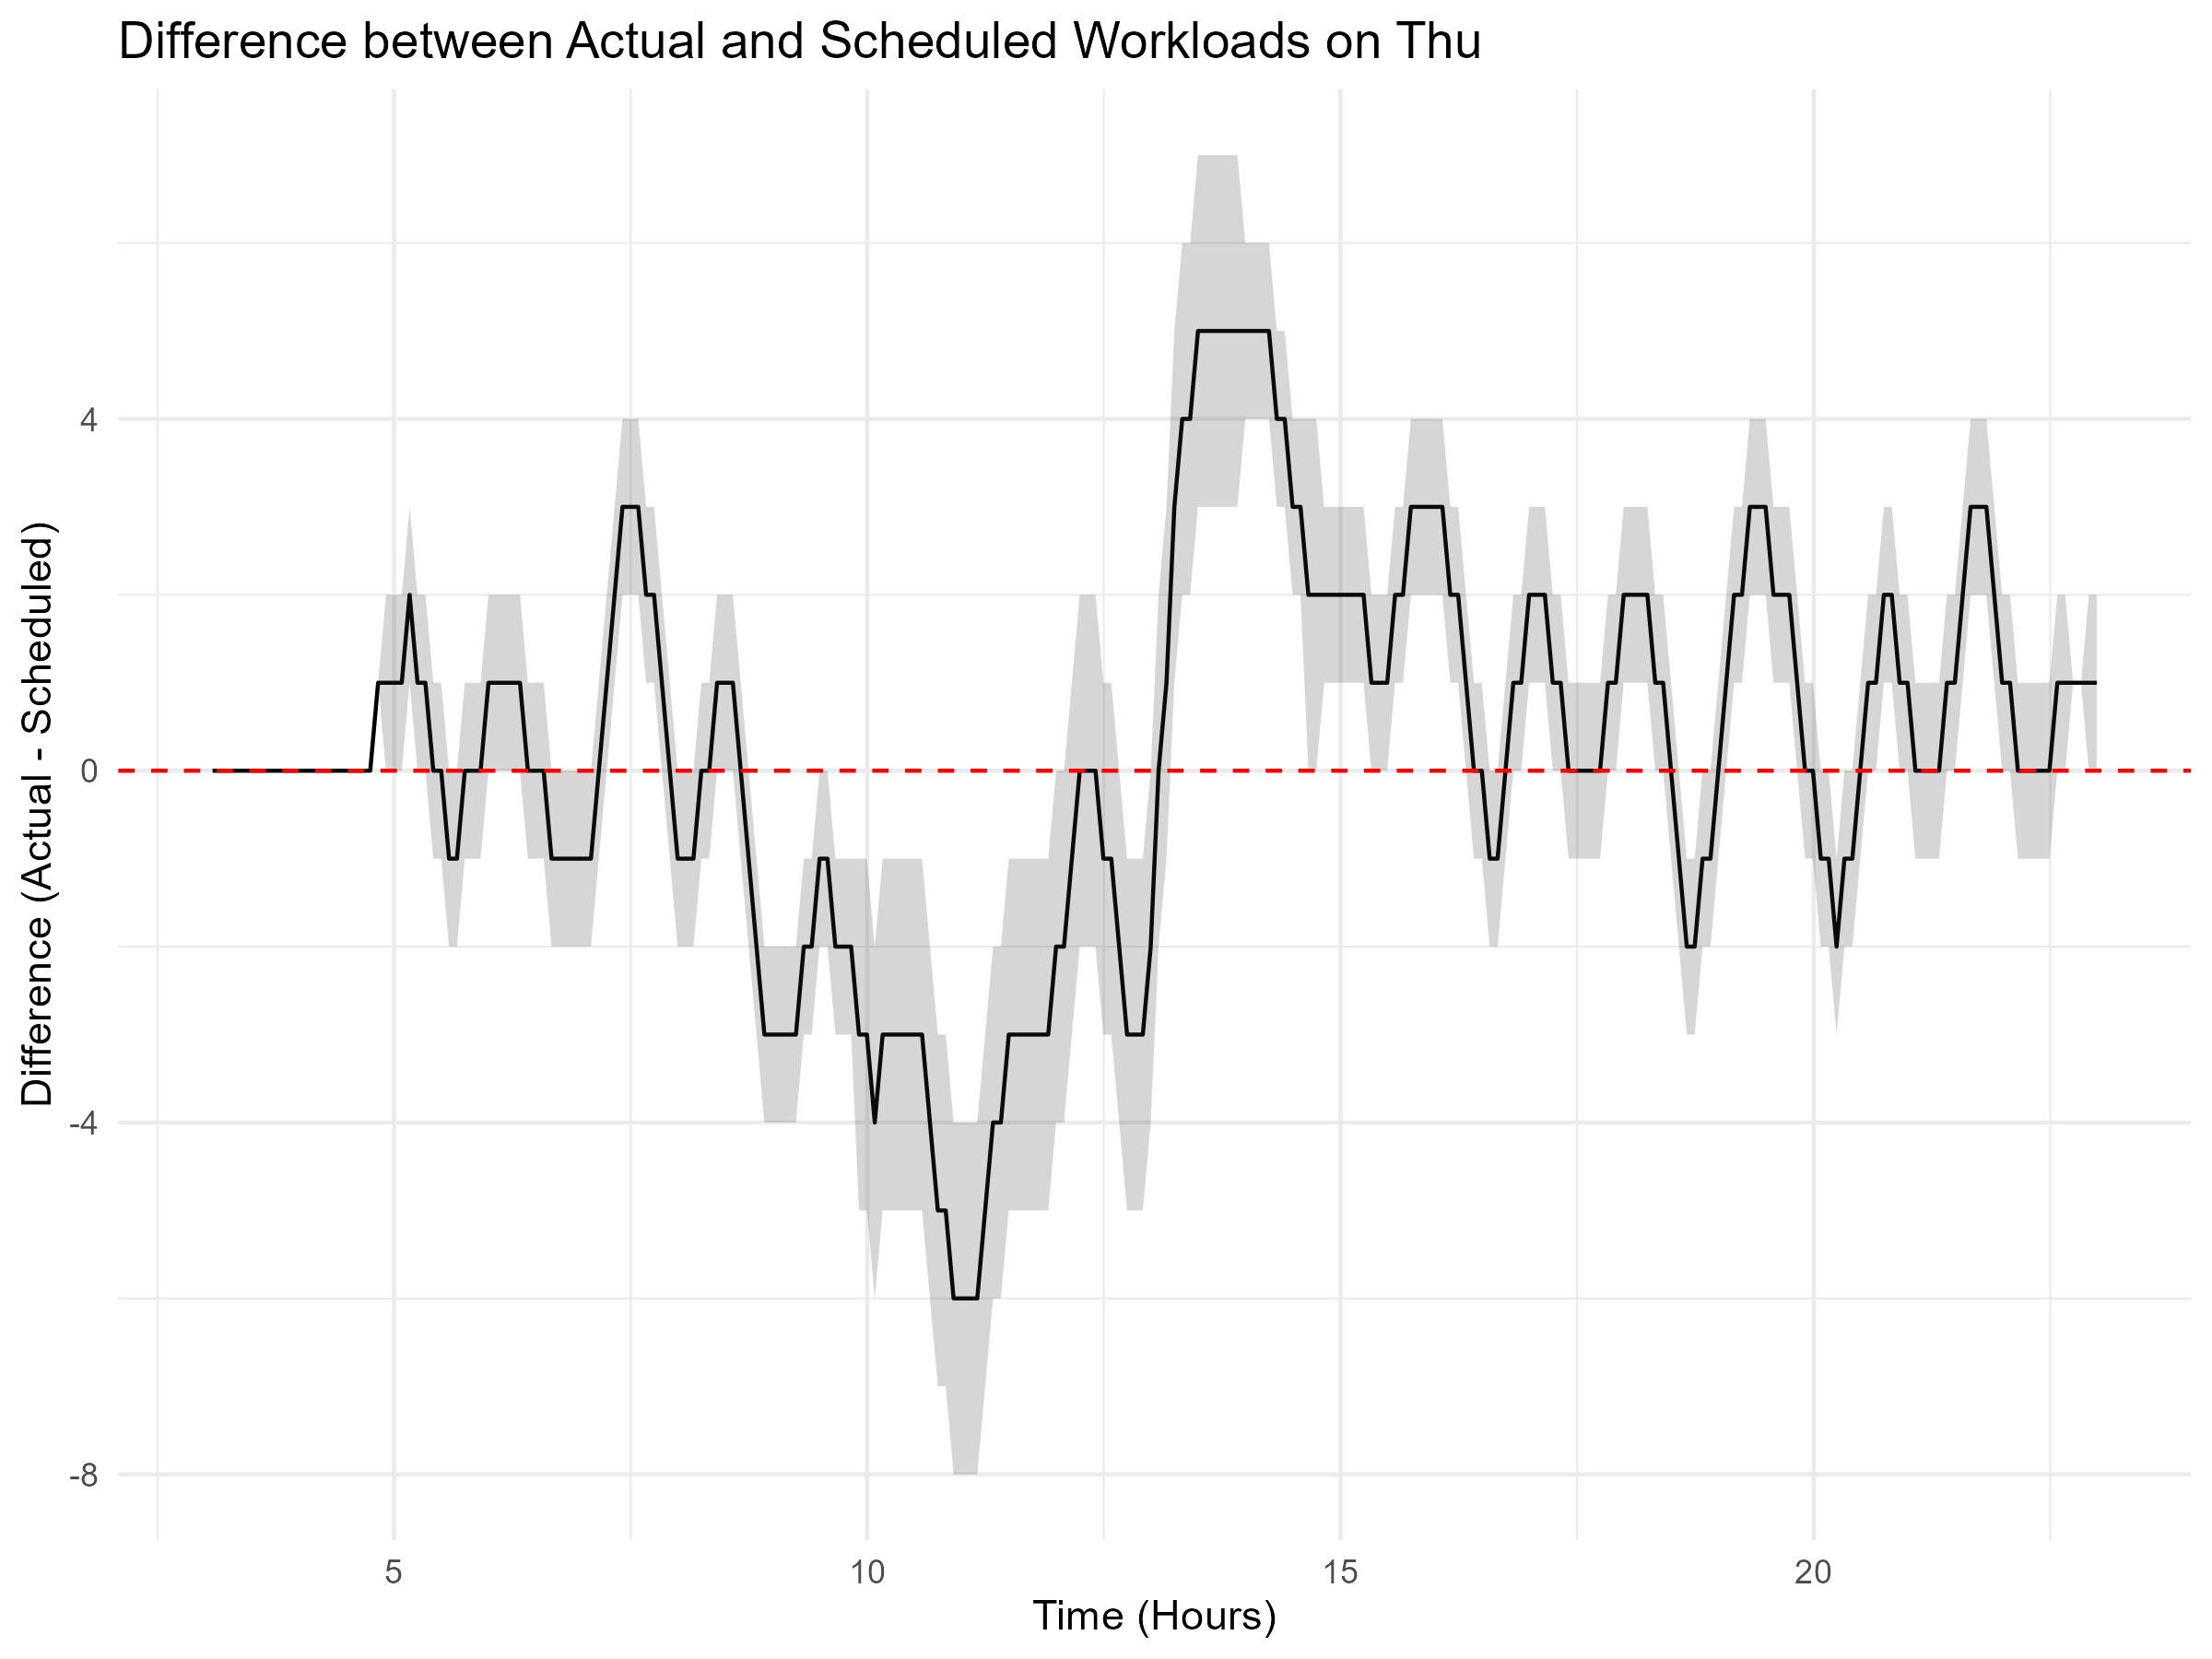 Difference between Actual and Scheduled Workloads on Thu
Difference (Actual - Scheduled)
4
0
-4
-8
5 10 15 20
Time (Hours)